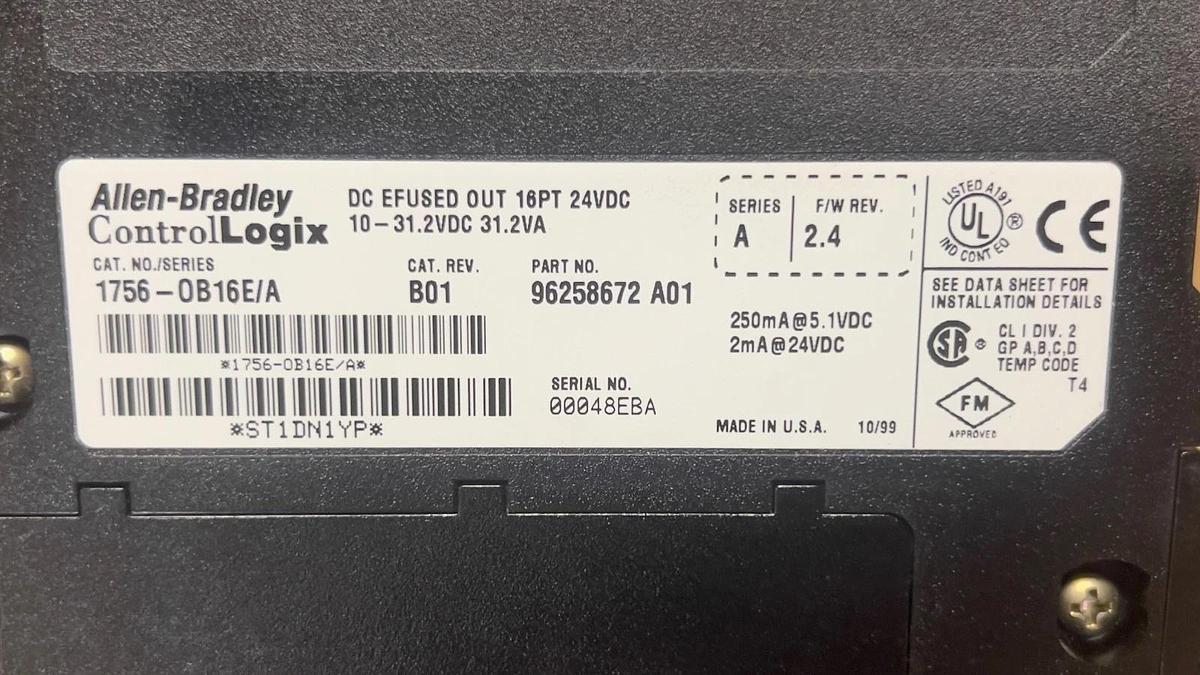 Allen-Bradley
ControlLogix
DC EFUSED OUT 16PT 24VDC
10-31.2VDC 31.2VA
CAT. NO./SERIES
1756-OB16E/A
CAT. REV.
B01
PART NO.
96258672 A01
*1756-OB16E/A*
*ST1DN1YP*
SERIAL NO.
00048EBA
SERIES
A
F/W REV.
2.4
250mA@5.1VDC
2mA@24VDC
MADE IN U.S.A. 10/99
LISTED A191
UL ®
IND CONT EQ
CE
SEE DATA SHEET FOR
INSTALLATION DETAILS
SA ®
CL I DIV. 2
GP A,B,C,D
TEMP CODE
T4
FM
APPROVED